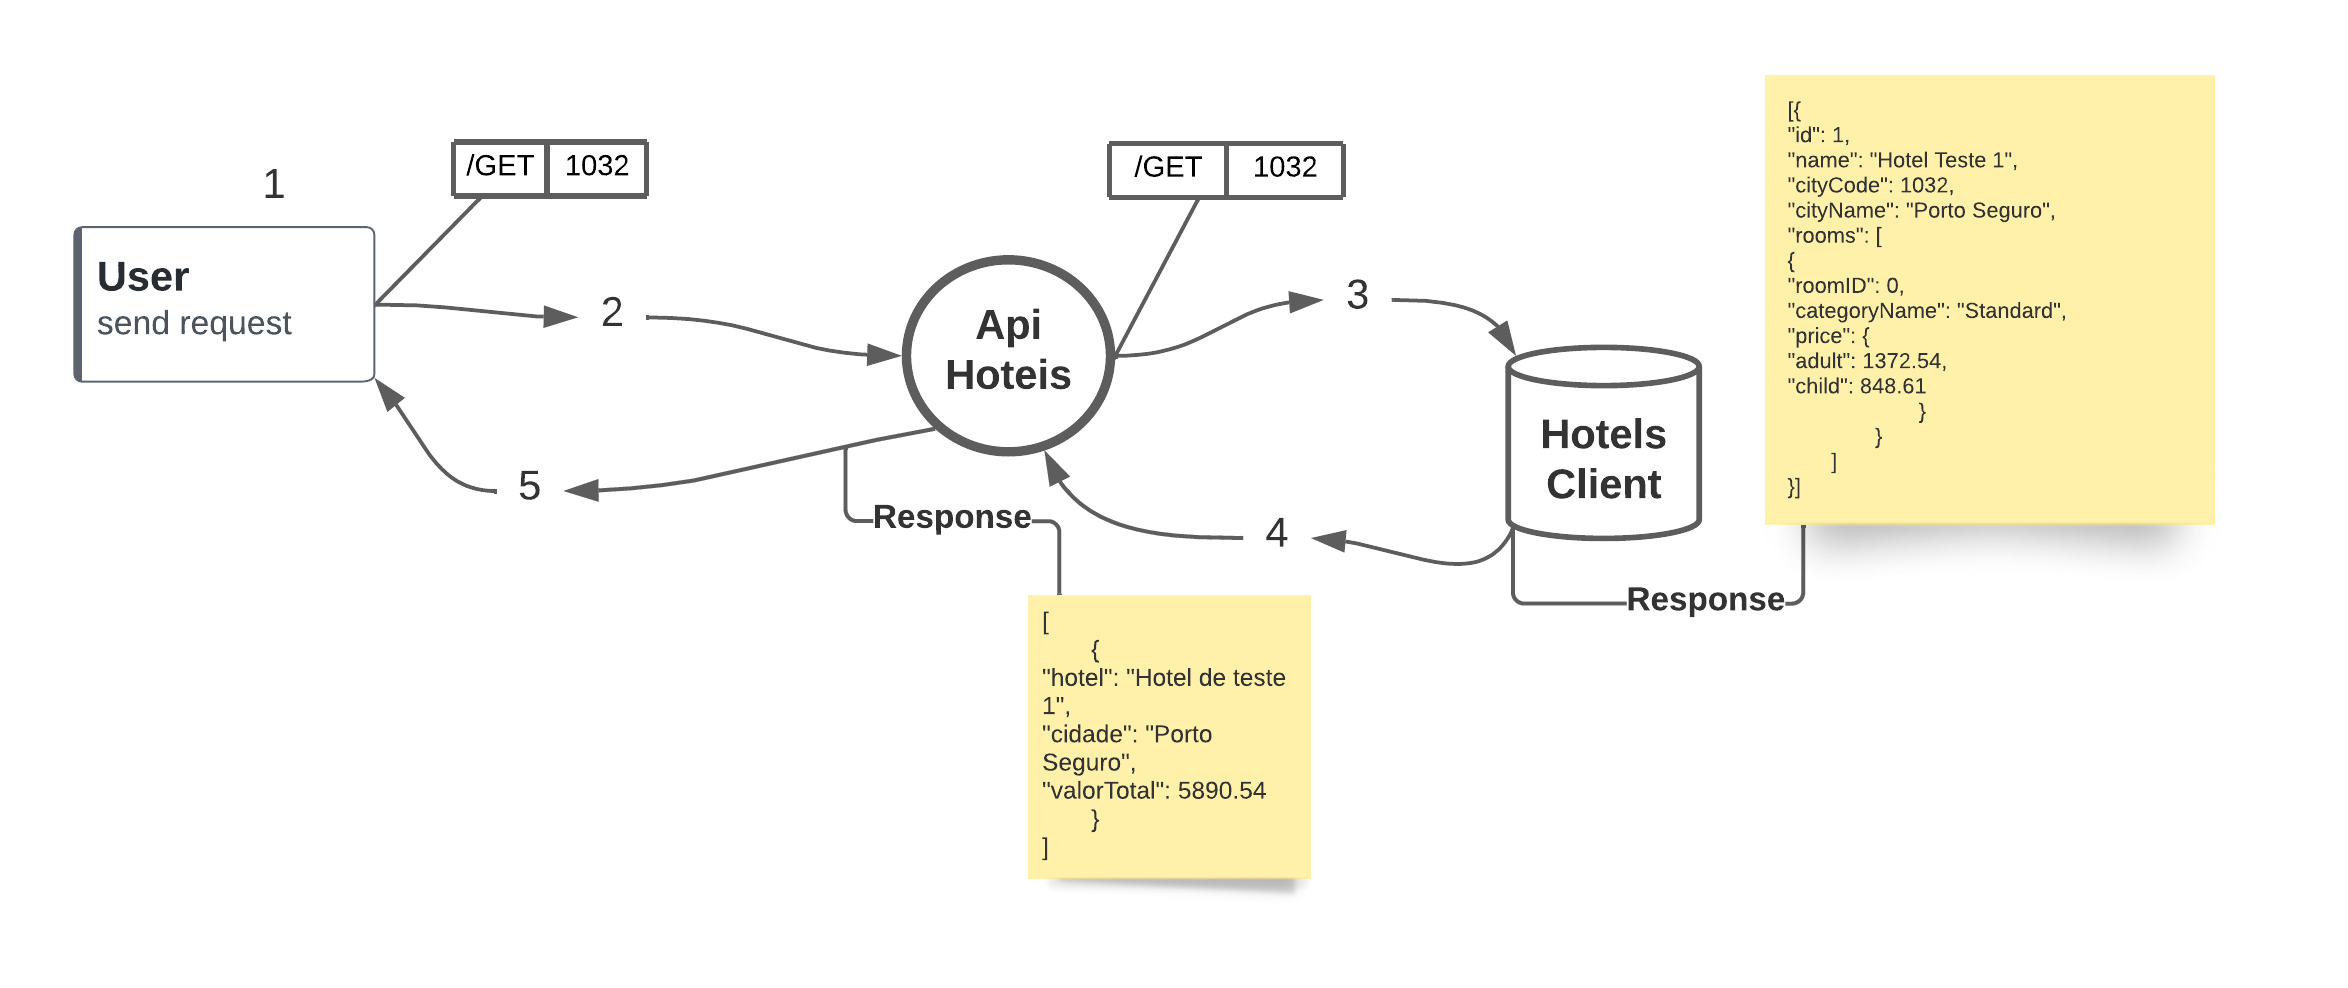 1
/GET 1032
User
send request
2
Api
Hoteis
/GET 1032
3
Hotels
Client
4
5
Response
[
{
"hotel": "Hotel de teste
1",
"cidade": "Porto
Seguro",
"valorTotal": 5890.54
}
]
Response
[{
"id": 1,
"name": "Hotel Teste 1",
"cityCode": 1032,
"cityName": "Porto Seguro",
"rooms": [
{
"roomID": 0,
"categoryName": "Standard",
"price": {
"adult": 1372.54,
"child": 848.61
}
}
]
}]